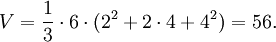 V = \frac{1}{3} \cdot 6 \cdot (2^2 + 2 \cdot 4 + 4^2) = 56.